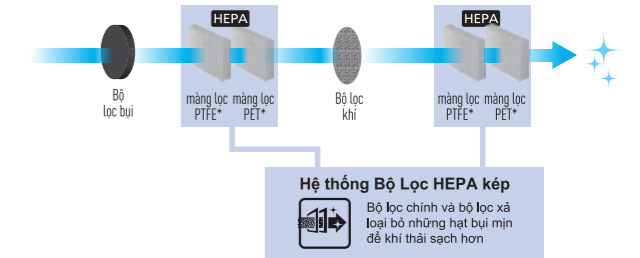 HEPA
HEPA
Bộ
lọc bụi
màng lọc
PTFE*
màng lọc
PET*
Bộ lọc
khí
màng lọc
PTFE*
màng lọc
PET*
Hệ thống Bộ Lọc HEPA kép
Bộ lọc chính và bộ lọc xả
loại bỏ những hạt bụi mịn
để khí thải sạch hơn